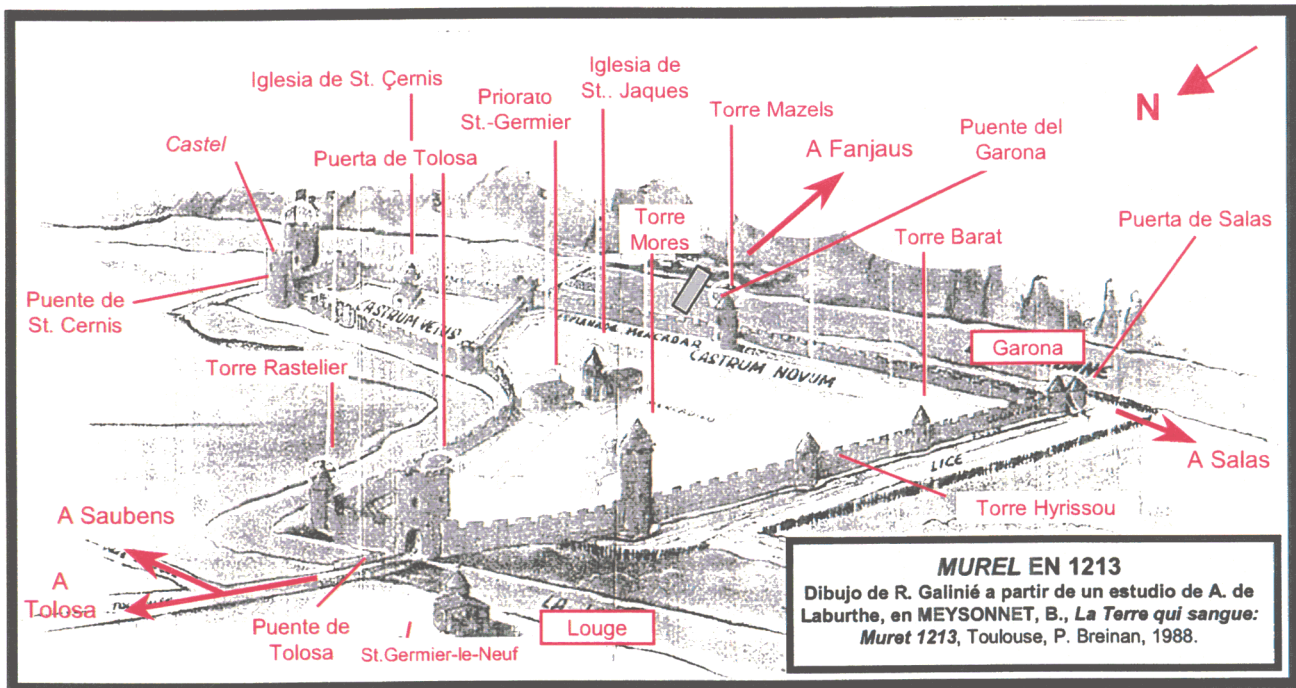 Iglesia de St. Çernis
Iglesia de
St.. Jaques
Priorato
St.-Germier
Torre Mazels
N
Puente del
Garona
Castel
Puerta de Tolosa
A Fanjaus
Torre
Mores
Torre Barat
Puerta de Salas
Puente de
St. Cernis
CASTRUM VETUS
CASTRUM NOVUM
Garona
Torre Rastelier
LICE
A Salas
Torre Hyrissou
A Saubens
A
Tolosa
Puente de
Tolosa
St.Germier-le-Neuf
LA
Louge
MUREL EN 1213
Dibujo de R. Galinié a partir de un estudio de A. de
Laburthe, en MEYSONNET, B., La Terre qui sangue:
Muret 1213, Toulouse, P. Breinan, 1988.